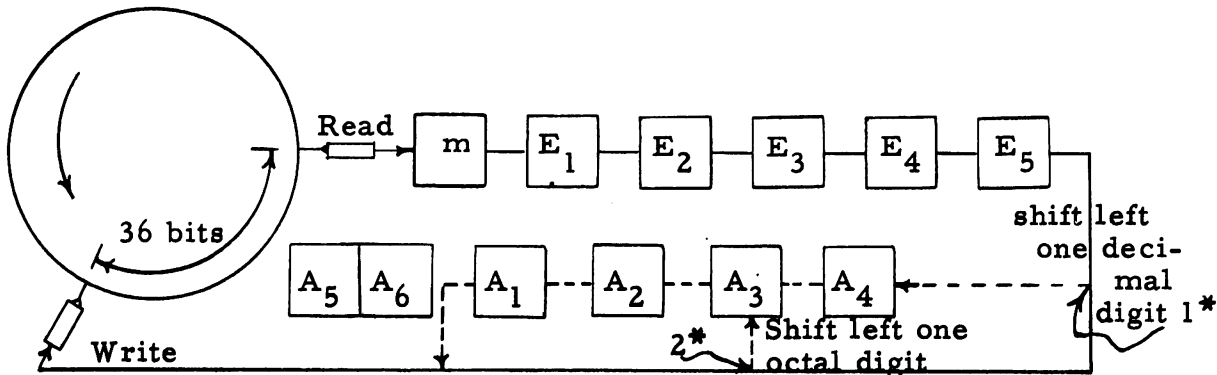 Read
m E₁ E₂ E₃ E₄ E₅
36 bits
shift left
one deci-
mal
digit 1*
A₅ A₆ A₁ A₂ A₃ A₄
2* Shift left one
octal digit
Write